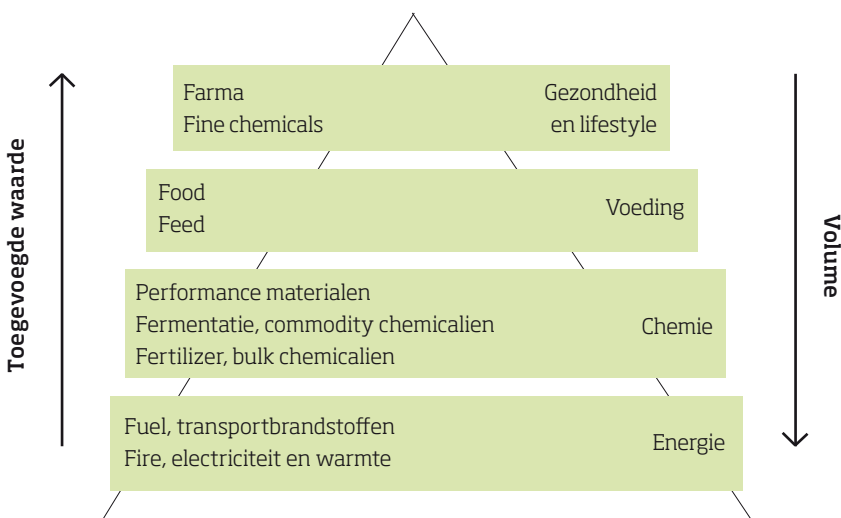 Toegevoegde waarde
Farma
Fine chemicals
Gezondheid
en lifestyle
Food
Feed
Voeding
Performance materialen
Fermentatie, commodity chemicalien
Fertilizer, bulk chemicalien
Chemie
Fuel, transportbrandstoffen
Fire, electriciteit en warmte
Energie
Volume